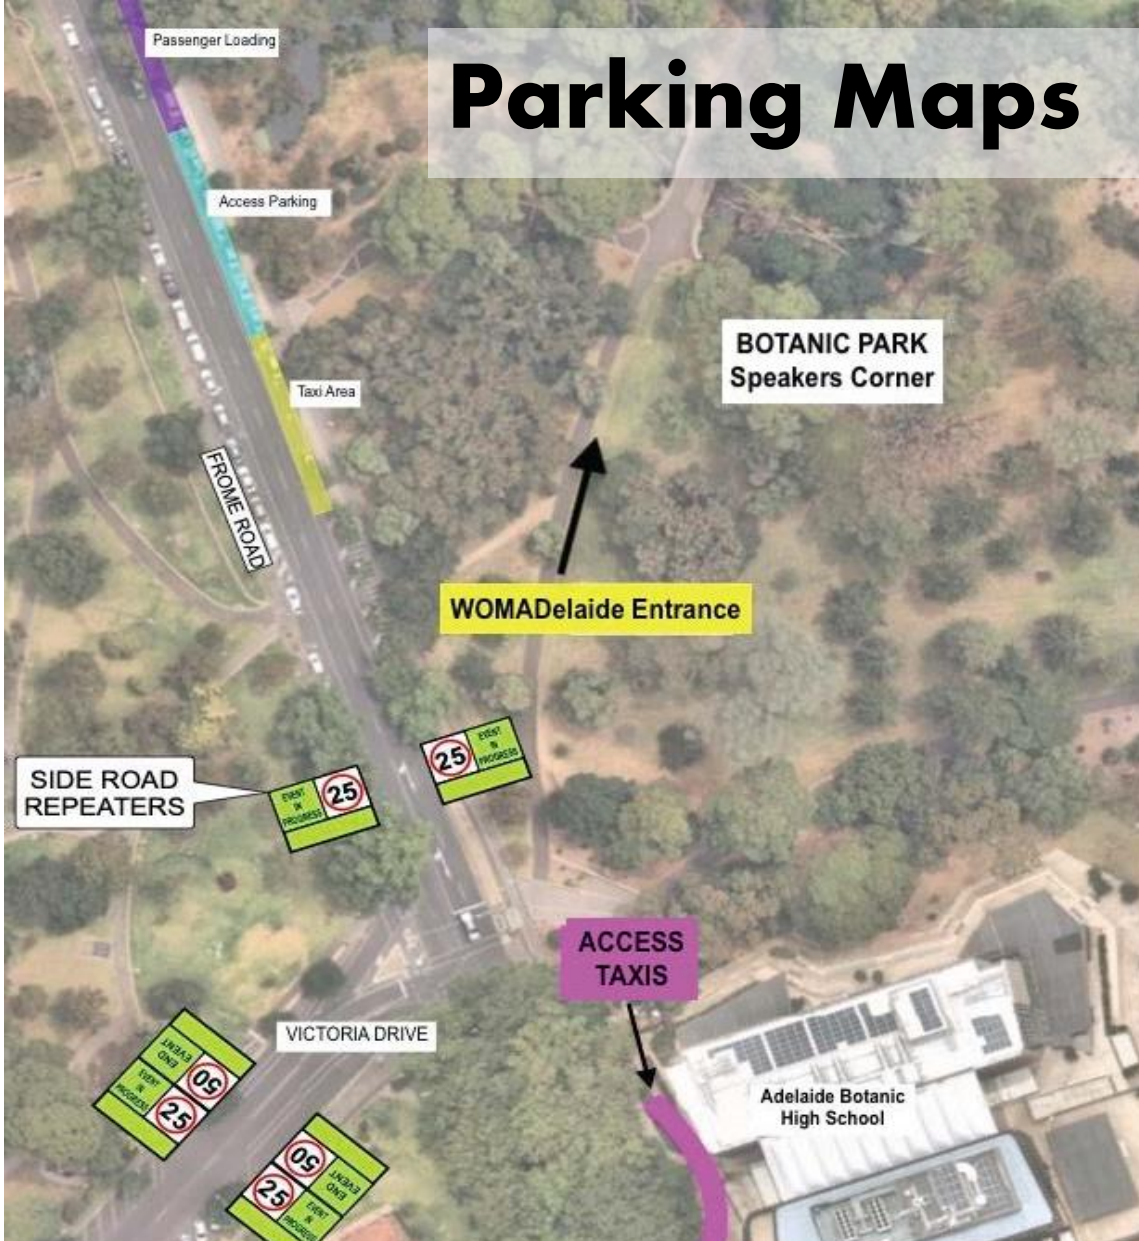 Passenger Loading
Parking Maps
Access Parking
BOTANIC PARK
Speakers Corner
Taxi Area
FROME ROAD
WOMADelaide Entrance
EVENT
IN
PROGRESS
25
SIDE ROAD
REPEATERS
EVENT
IN
PROGRESS
25
ACCESS
TAXIS
VICTORIA DRIVE
END
EVENT
50
EVENT
IN
PROGRESS
25
Adelaide Botanic
High School
50
END
EVENT
25
EVENT
IN
PROGRESS